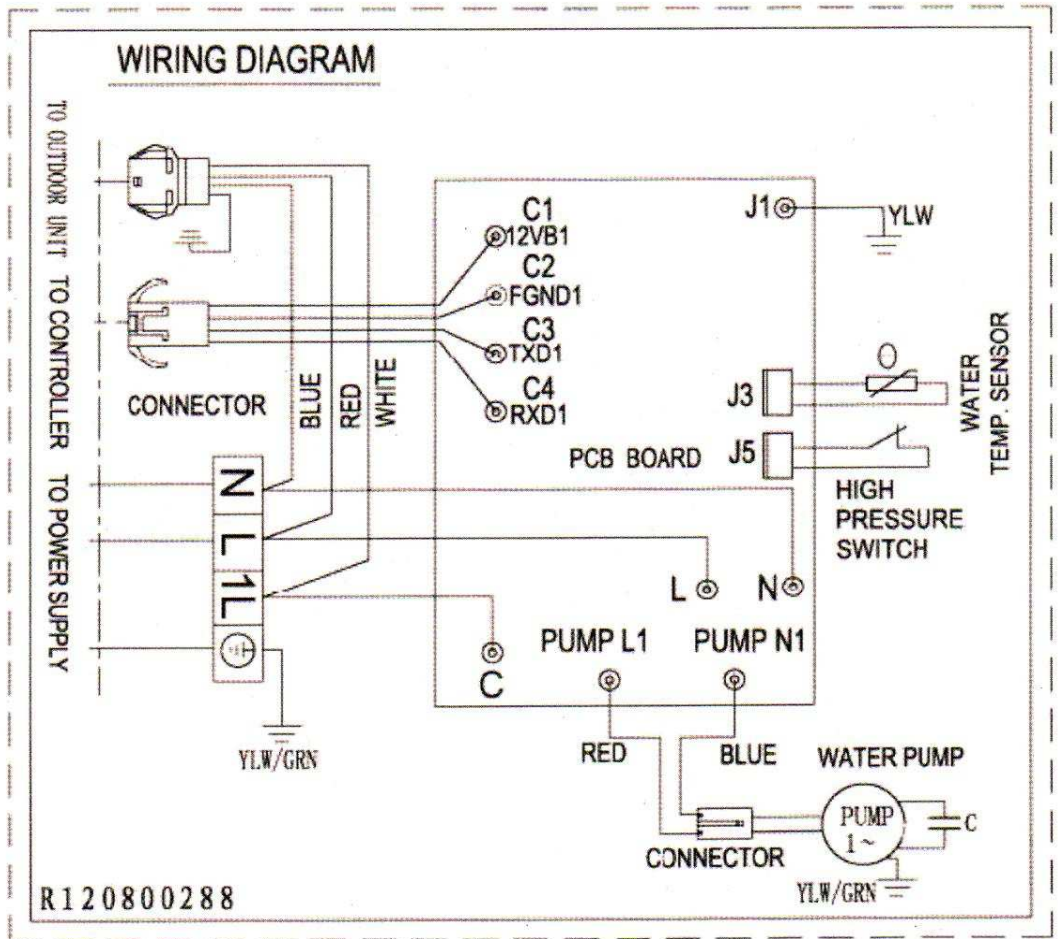 WIRING DIAGRAM
TO OUTDOOR UNIT
TO CONTROLLER
TO POWER SUPPLY
CONNECTOR
BLUE
RED
WHITE
C1
12VB1
C2
FGND1
C3
TXD1
C4
RXD1
J1
YLW
J3
WATER
TEMP. SENSOR
PCB BOARD
J5
HIGH
PRESSURE
SWITCH
N
L
1L
YLW/GRN
L
N
C
PUMP L1
PUMP N1
RED
BLUE
WATER PUMP
PUMP
1~
C
CONNECTOR
YLW/GRN
R120800288